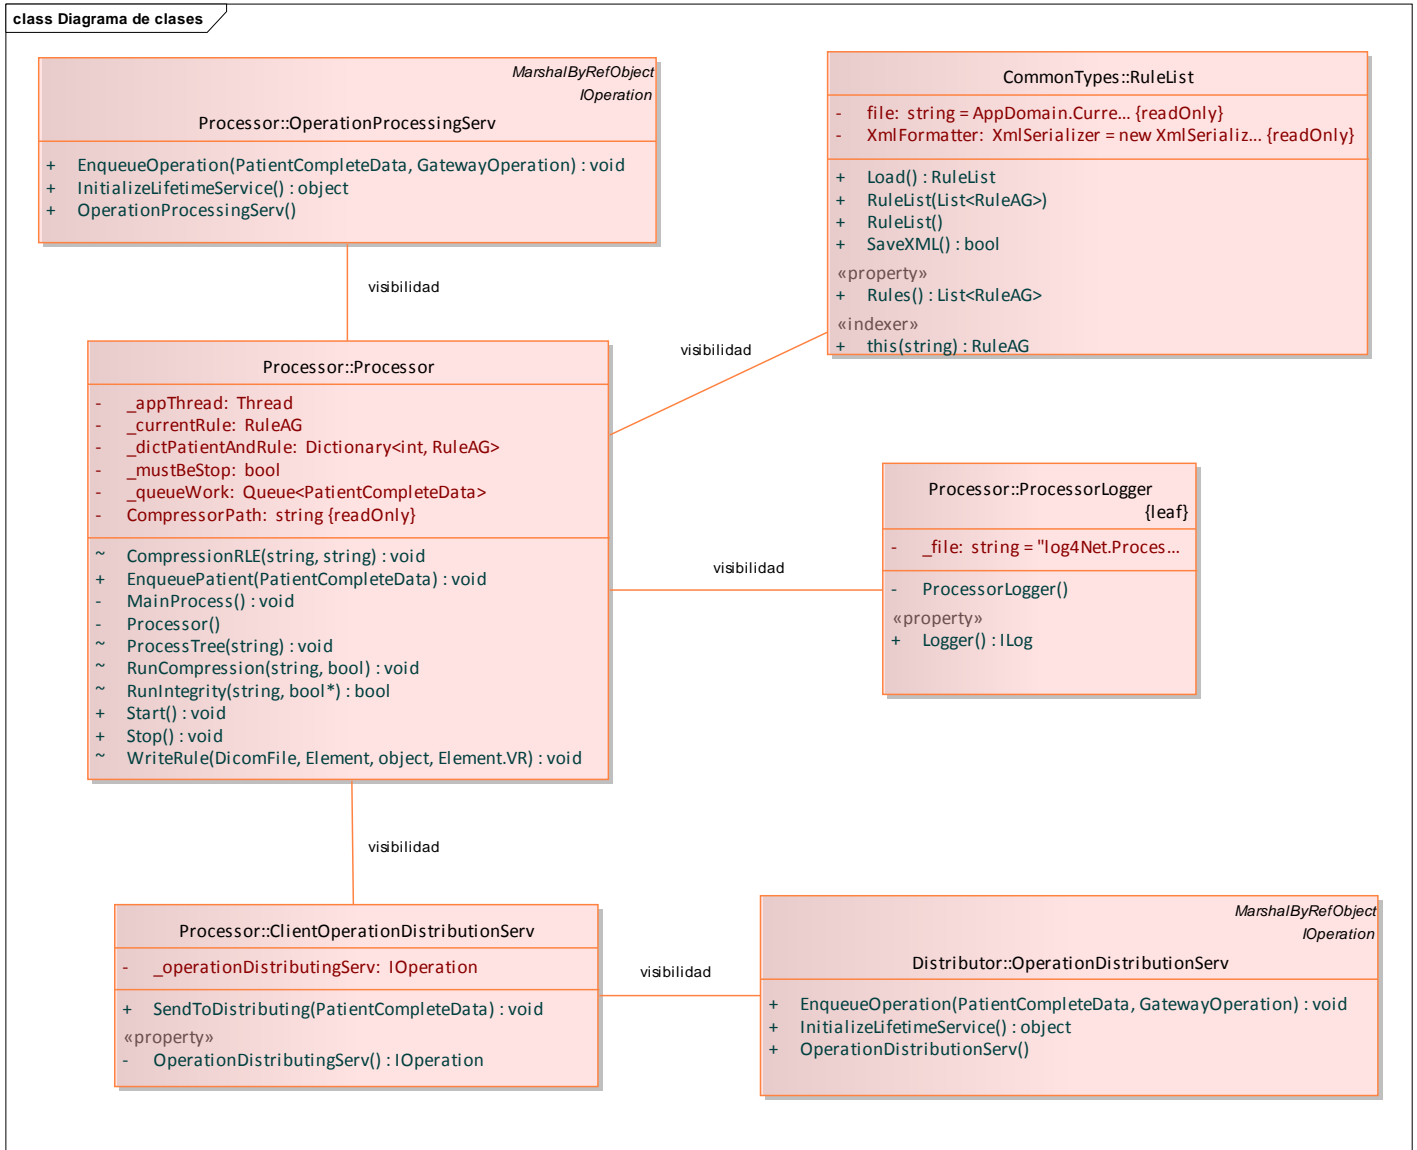 class Diagrama de clases
MarshalByRefObject
IOperation
Processor::OperationProcessingServ
+ EnqueueOperation(PatientCompleteData, GatewayOperation) : void
+ InitializeLifetimeService() : object
+ OperationProcessingServ()
CommonTypes::RuleList
- file: string = AppDomain.Curre... {readOnly}
- XmlFormatter: XmlSerializer = new XmlSerializ... {readOnly}
+ Load() : RuleList
+ RuleList(List<RuleAG>)
+ RuleList()
+ SaveXML() : bool
«property»
+ Rules() : List<RuleAG>
«indexer»
+ this(string) : RuleAG
visibilidad
visibilidad
Processor::Processor
- _appThread: Thread
- _currentRule: RuleAG
- _dictPatientAndRule: Dictionary<int, RuleAG>
- _mustBeStop: bool
- _queueWork: Queue<PatientCompleteData>
- CompressorPath: string {readOnly}
~ CompressionRLE(string, string) : void
+ EnqueuePatient(PatientCompleteData) : void
- MainProcess() : void
- Processor()
~ ProcessTree(string) : void
~ RunCompression(string, bool) : void
~ RunIntegrity(string, bool*) : bool
+ Start() : void
+ Stop() : void
~ WriteRule(DicomFile, Element, object, Element.VR) : void
visibilidad
Processor::ProcessorLogger
{leaf}
- _file: string = "log4Net.Proces...
- ProcessorLogger()
«property»
+ Logger() : ILog
visibilidad
Processor::ClientOperationDistributionServ
- _operationDistributingServ: IOperation
+ SendToDistributing(PatientCompleteData) : void
«property»
- OperationDistributingServ() : IOperation
visibilidad
MarshalByRefObject
IOperation
Distributor::OperationDistributionServ
+ EnqueueOperation(PatientCompleteData, GatewayOperation) : void
+ InitializeLifetimeService() : object
+ OperationDistributionServ()